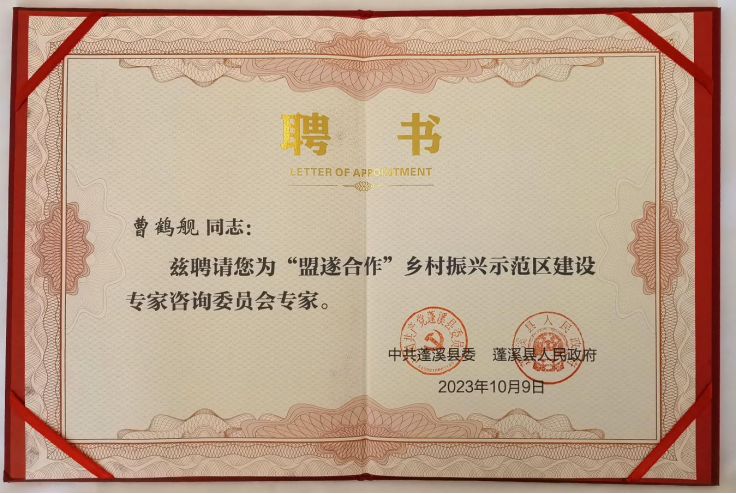 聘 书
LETTER OF APPOINTMENT
曹鹤舰 同志：
兹聘请您为“盟遂合作”乡村振兴示范区建设
专家咨询委员会专家。
中共蓬溪县委 蓬溪县人民政府
2023年10月9日